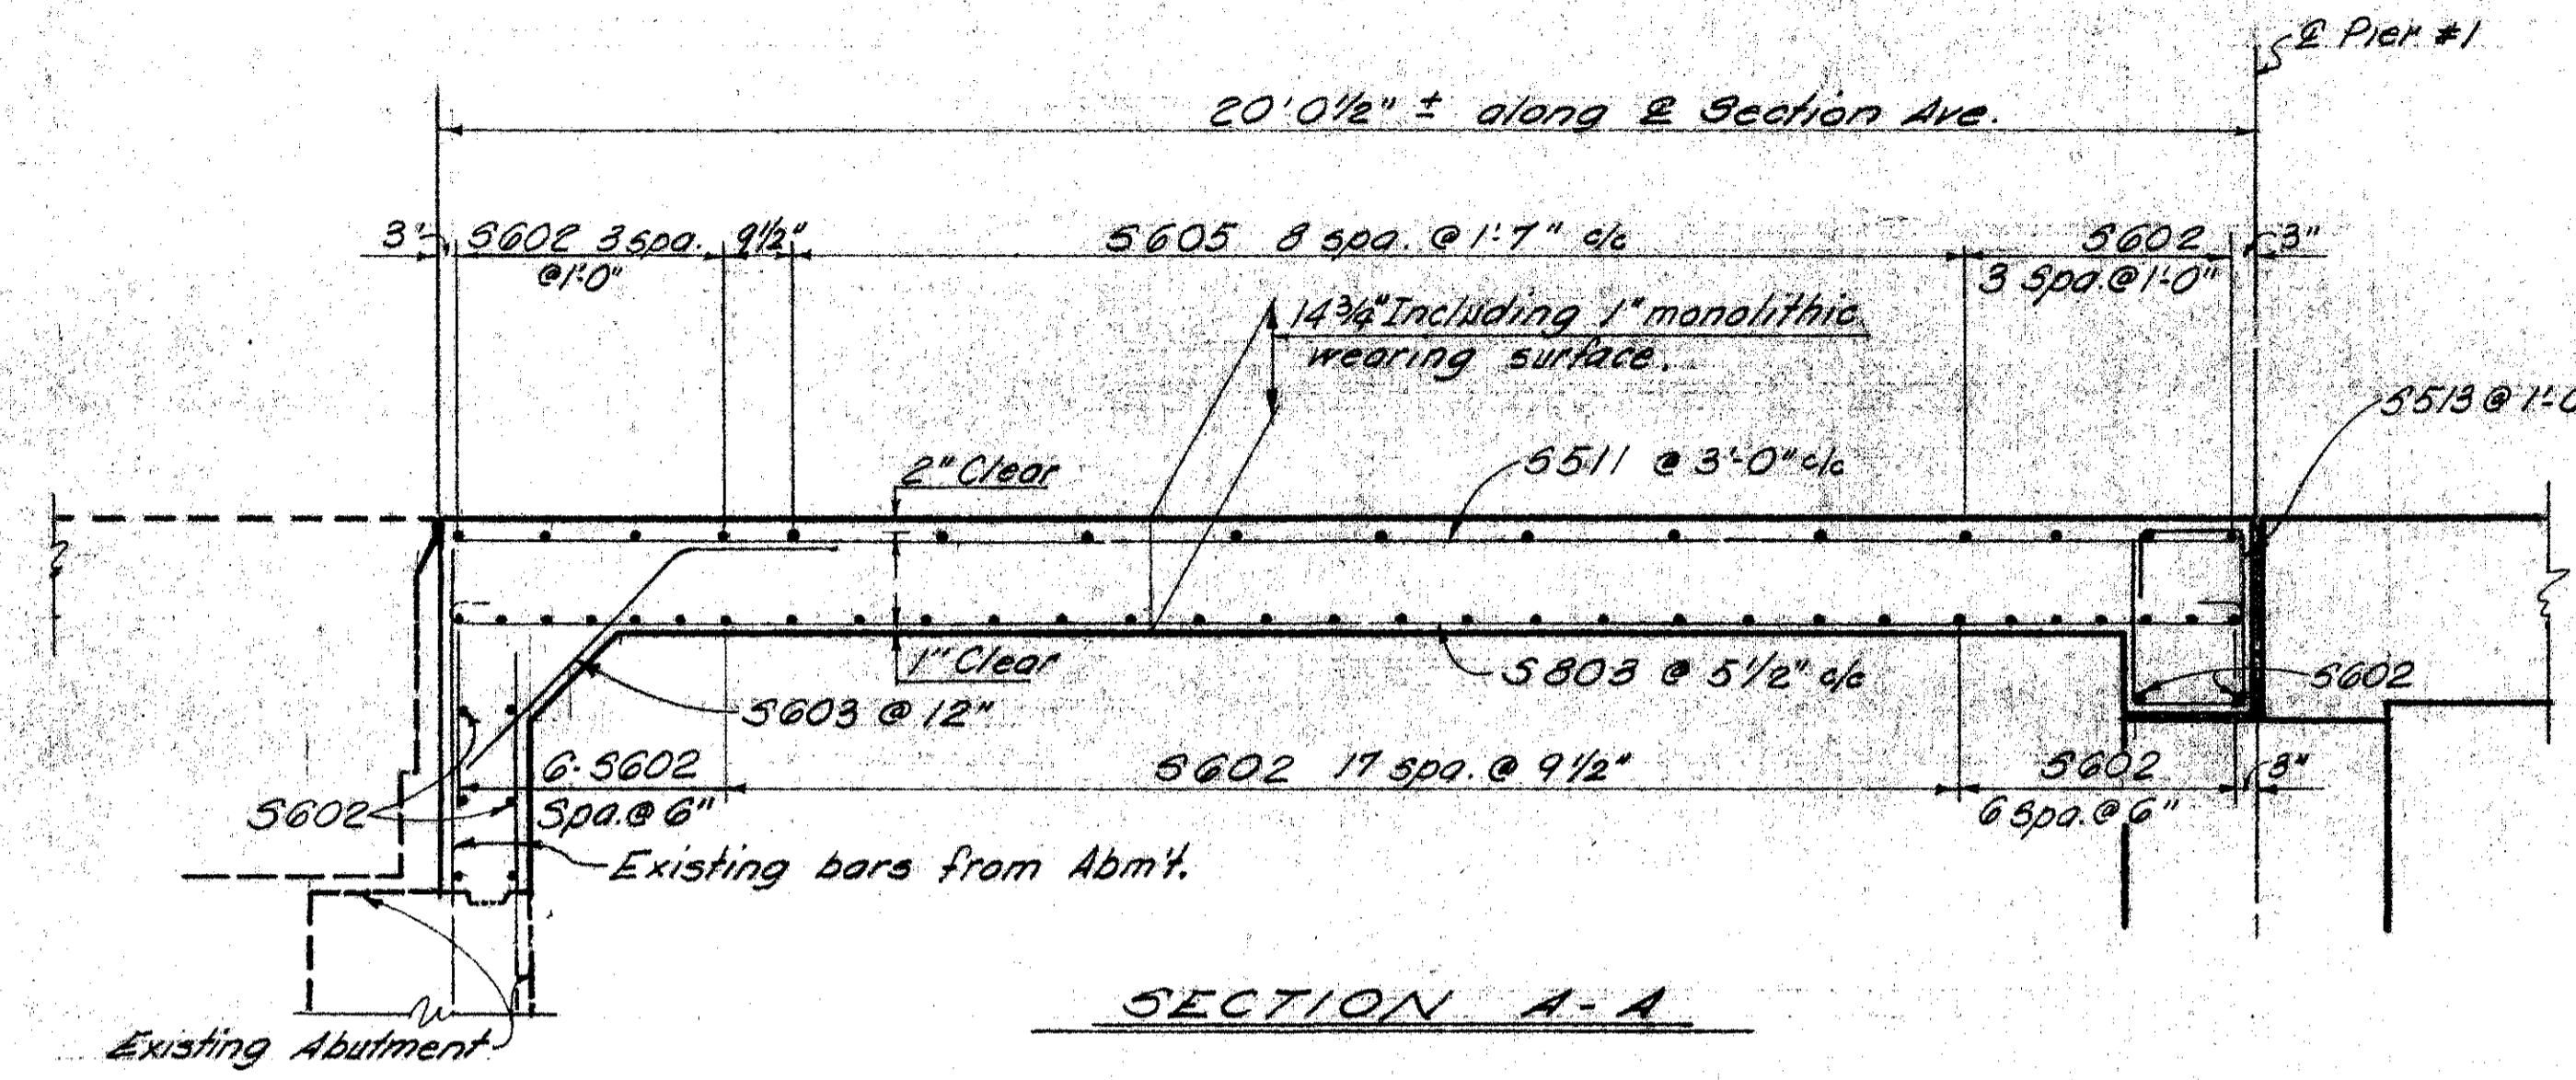 ℄ Pier #1
20'0½" ± along ℄ Section Ave.
3" S602 3 spa. 9½" S605 8 spa. @ 1'-7" c/c S602 3"
@1'-0" 3 Spa. @ 1'-0"
14¾" Including 1" monolithic
wearing surface.
S513 @ 1'-0
2" Clear
S511 @ 3'-0" c/c
1" Clear
S803 @ 5½" c/c
S602
S603 @ 12"
6-S602 S602 17 spa. @ 9½" S602 3"
S602 Spa. @ 6" 6 Spa. @ 6"
Existing bars from Abm't.
SECTION A-A
Existing Abutment